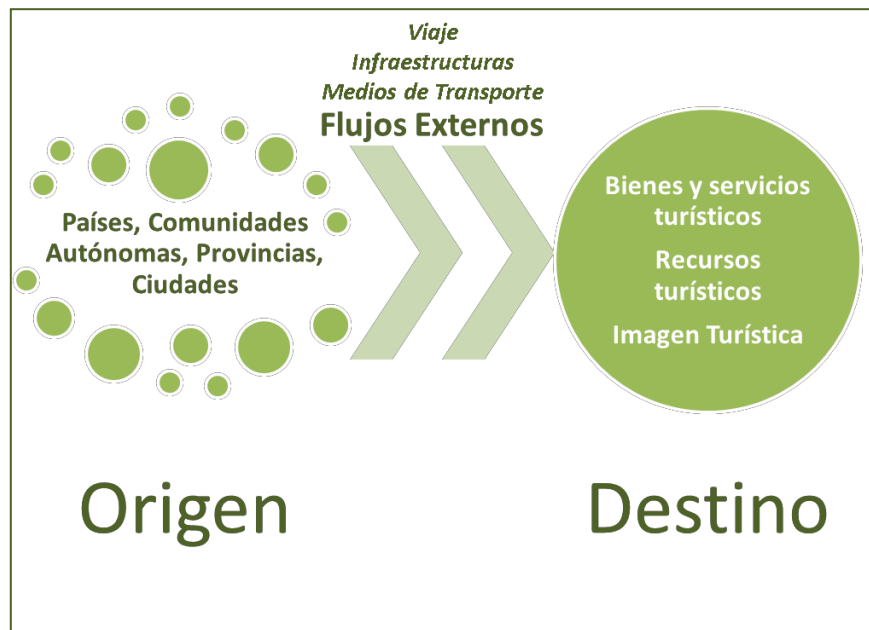 Viaje
Infraestructuras
Medios de Transporte
Flujos Externos
Países, Comunidades
Autónomas, Provincias,
Ciudades
Bienes y servicios
turísticos
Recursos
turísticos
Imagen Turística
Origen
Destino